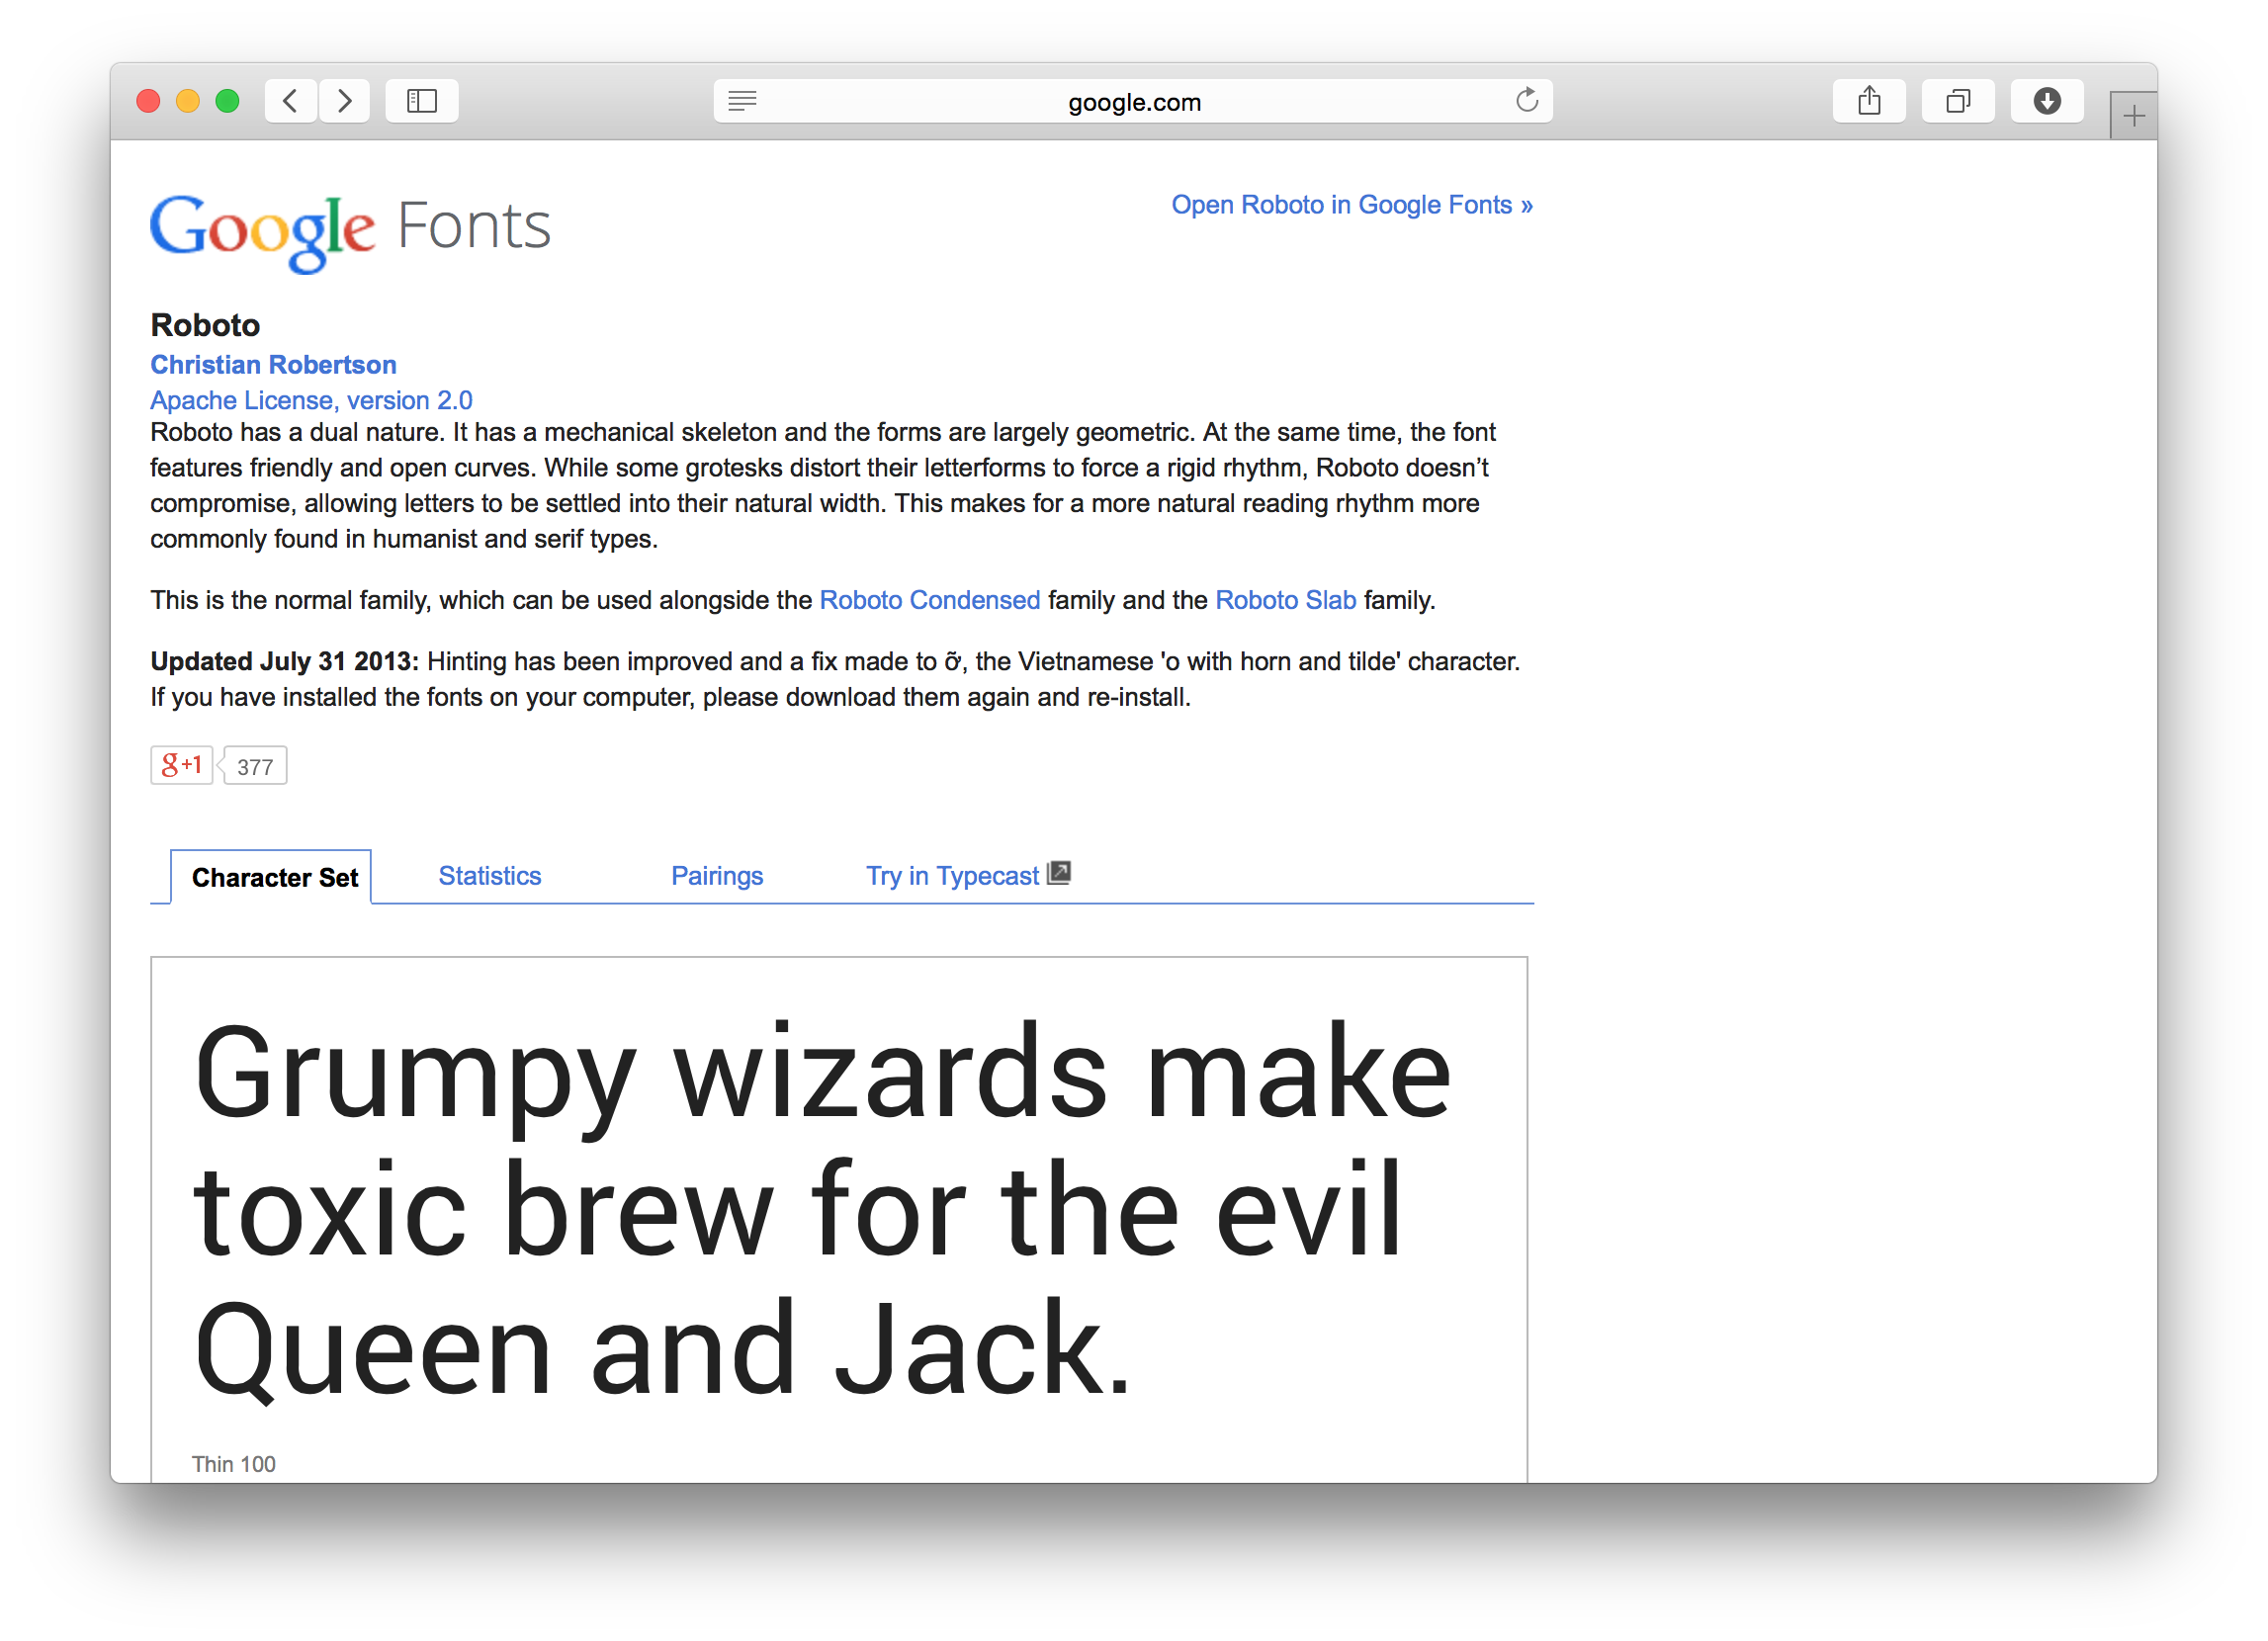 google.com
Google Fonts
Open Roboto in Google Fonts »
Roboto
Christian Robertson
Apache License, version 2.0
Roboto has a dual nature. It has a mechanical skeleton and the forms are largely geometric. At the same time, the font
features friendly and open curves. While some grotesks distort their letterforms to force a rigid rhythm, Roboto doesn’t
compromise, allowing letters to be settled into their natural width. This makes for a more natural reading rhythm more
commonly found in humanist and serif types.
This is the normal family, which can be used alongside the Roboto Condensed family and the Roboto Slab family.
Updated July 31 2013: Hinting has been improved and a fix made to ỡ, the Vietnamese 'o with horn and tilde' character.
If you have installed the fonts on your computer, please download them again and re-install.
g+1 377
Character Set Statistics Pairings Try in Typecast
Grumpy wizards make
toxic brew for the evil
Queen and Jack.
Thin 100